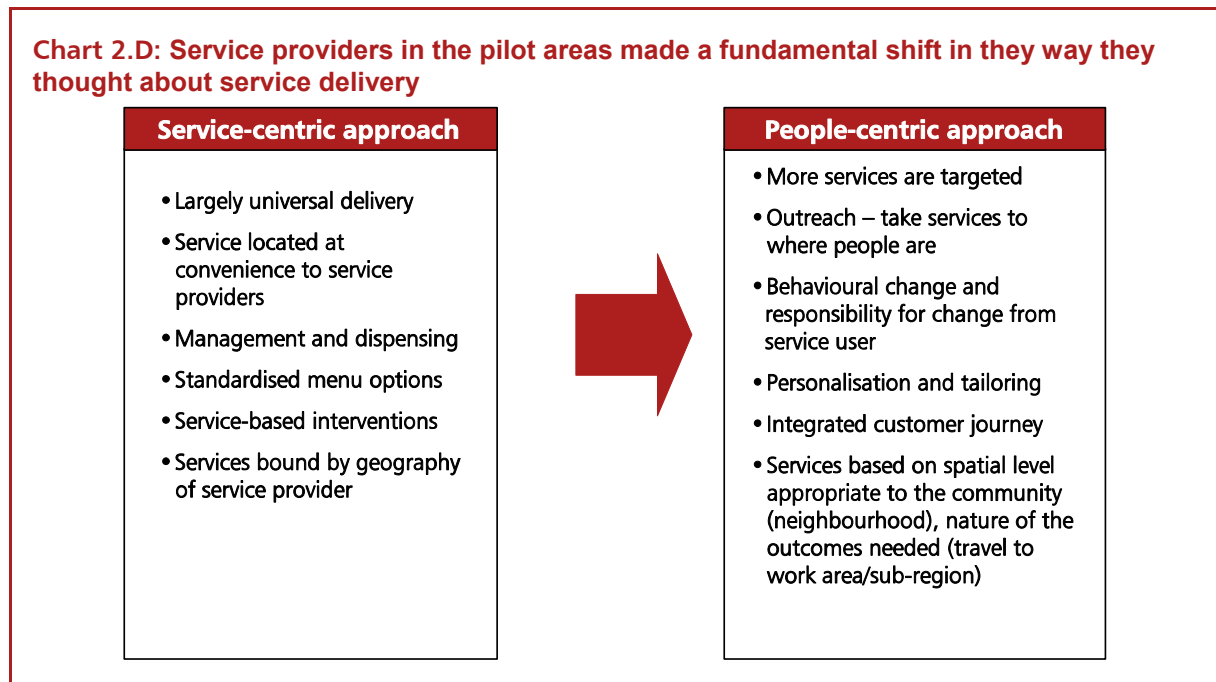 Chart 2.D: Service providers in the pilot areas made a fundamental shift in they way they
thought about service delivery
Service-centric approach
• Largely universal delivery
• Service located at
convenience to service
providers
• Management and dispensing
• Standardised menu options
• Service-based interventions
• Services bound by geography
of service provider
People-centric approach
• More services are targeted
• Outreach – take services to
where people are
• Behavioural change and
responsibility for change from
service user
• Personalisation and tailoring
• Integrated customer journey
• Services based on spatial level
appropriate to the community
(neighbourhood), nature of the
outcomes needed (travel to
work area/sub-region)